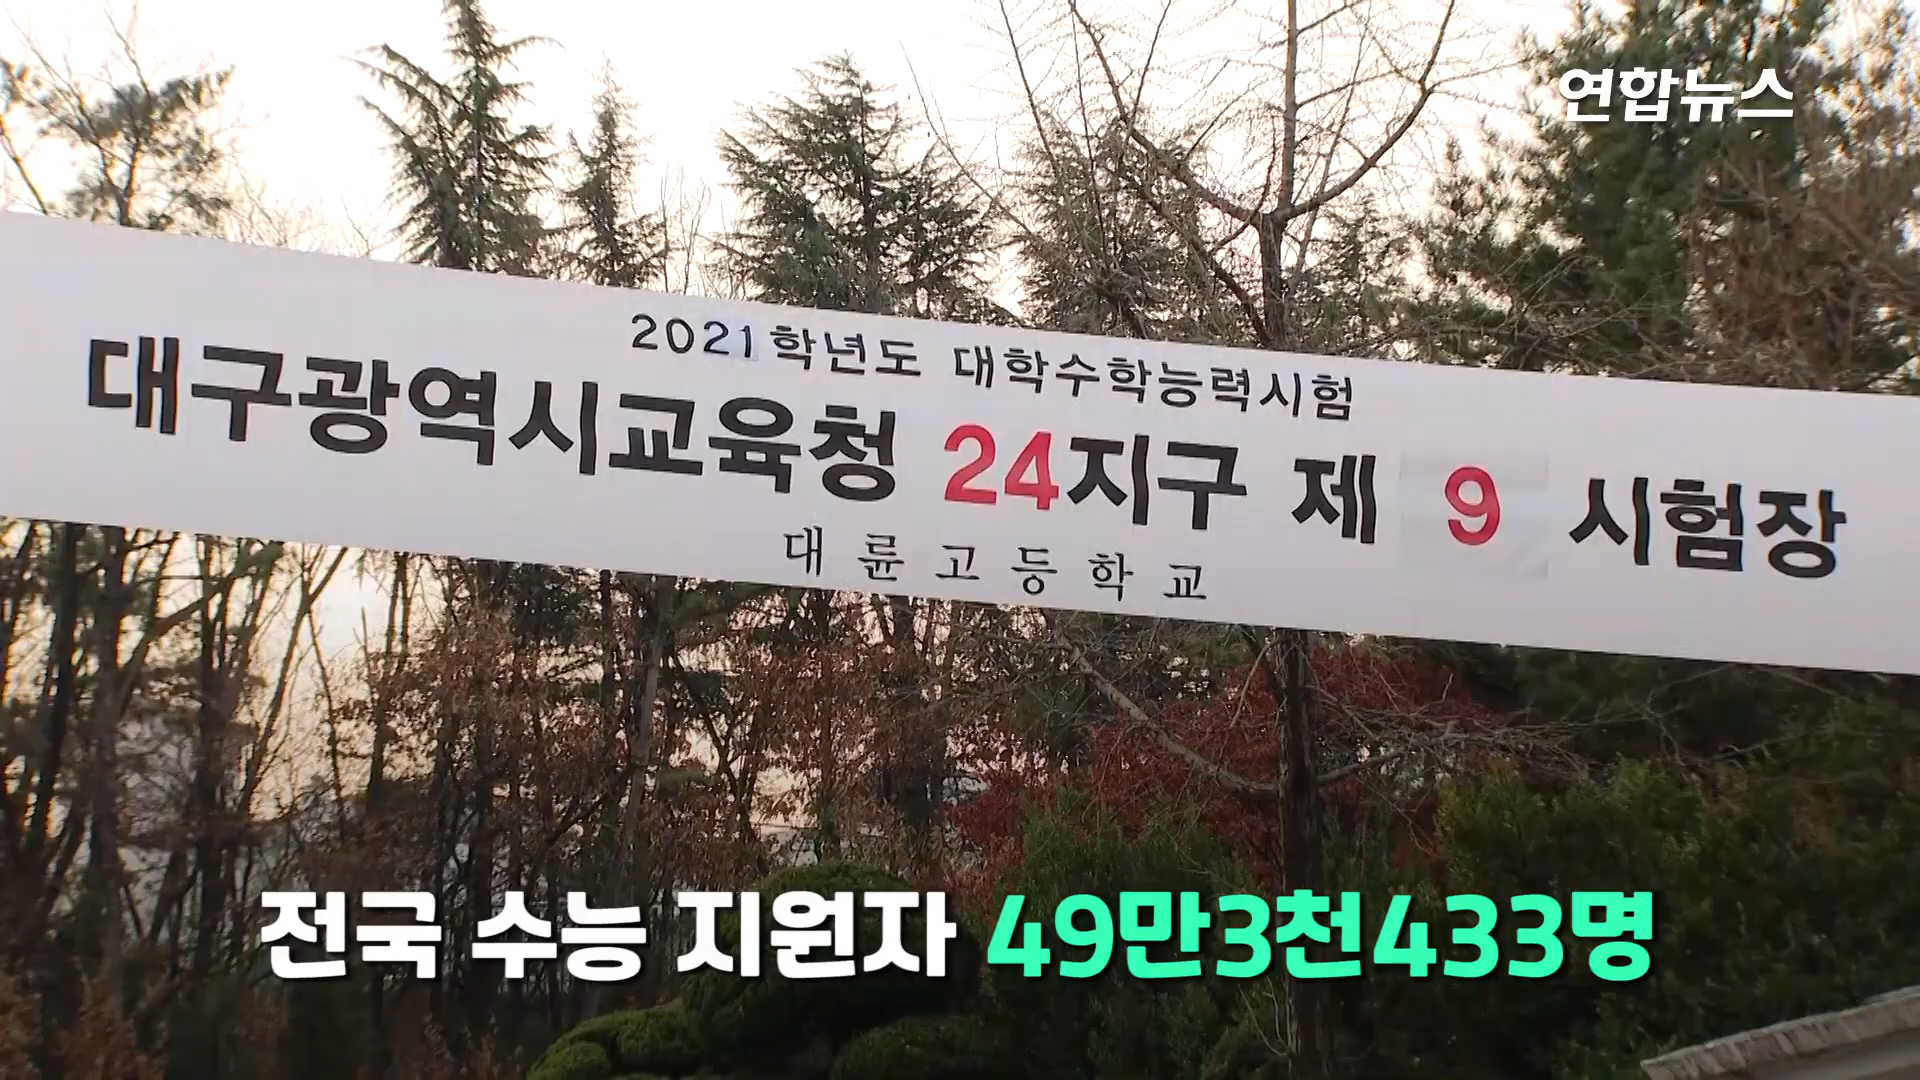 연합뉴스
2021학년도 대학수학능력시험
대구광역시교육청 24지구 제 9 시험장
대륜고등학교
전국 수능 지원자 49만3천433명